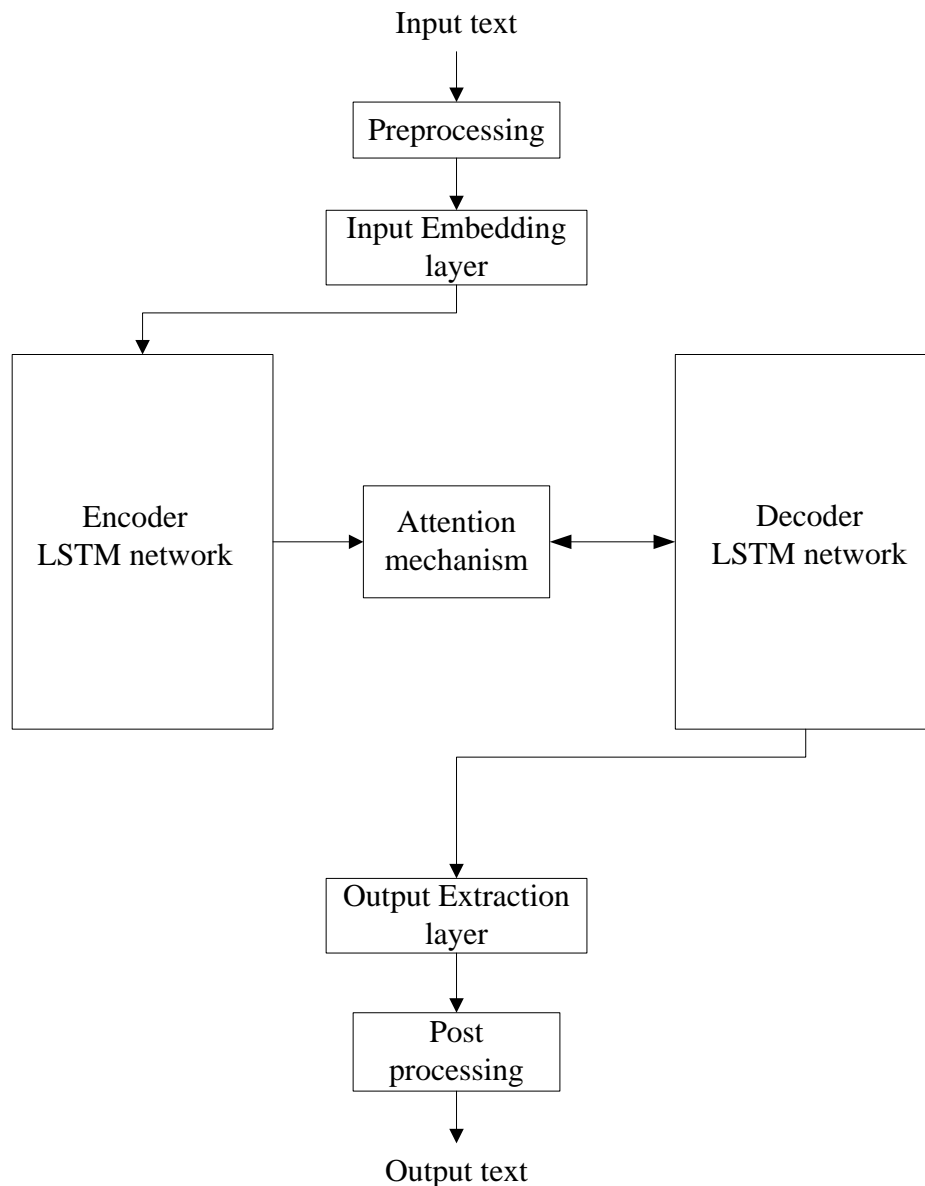 Input text
Preprocessing
Input Embedding
layer
Encoder
LSTM network
Attention
mechanism
Decoder
LSTM network
Output Extraction
layer
Post
processing
Output text